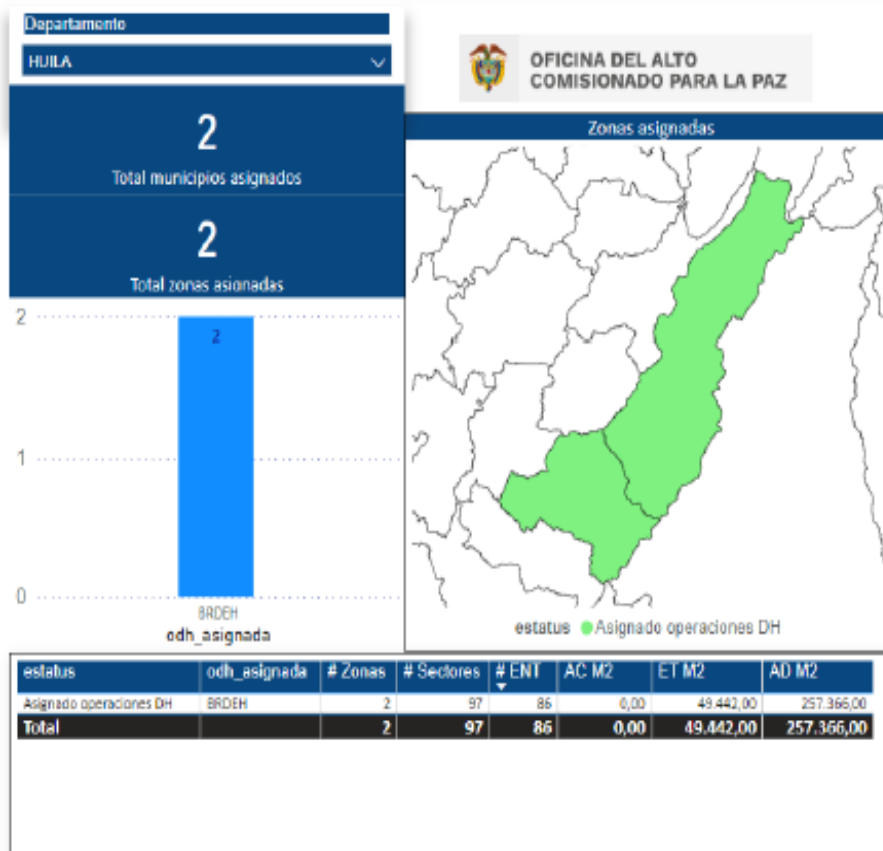 Departamento
HUILA
OFICINA DEL ALTO
COMISIONADO PARA LA PAZ
2
Total municipios asignados
2
Total zonas asignadas
Zonas asignadas
2
2
1
0
BRDEH
odh_asignada
estatus Asignado operaciones DH
estatus odh_asignada # Zonas # Sectores # ENT AC M2 ET M2 AD M2
Asignado operaciones DH BRDEH 2 97 86 0,00 49.442,00 257.366,00
Total 2 97 86 0,00 49.442,00 257.366,00